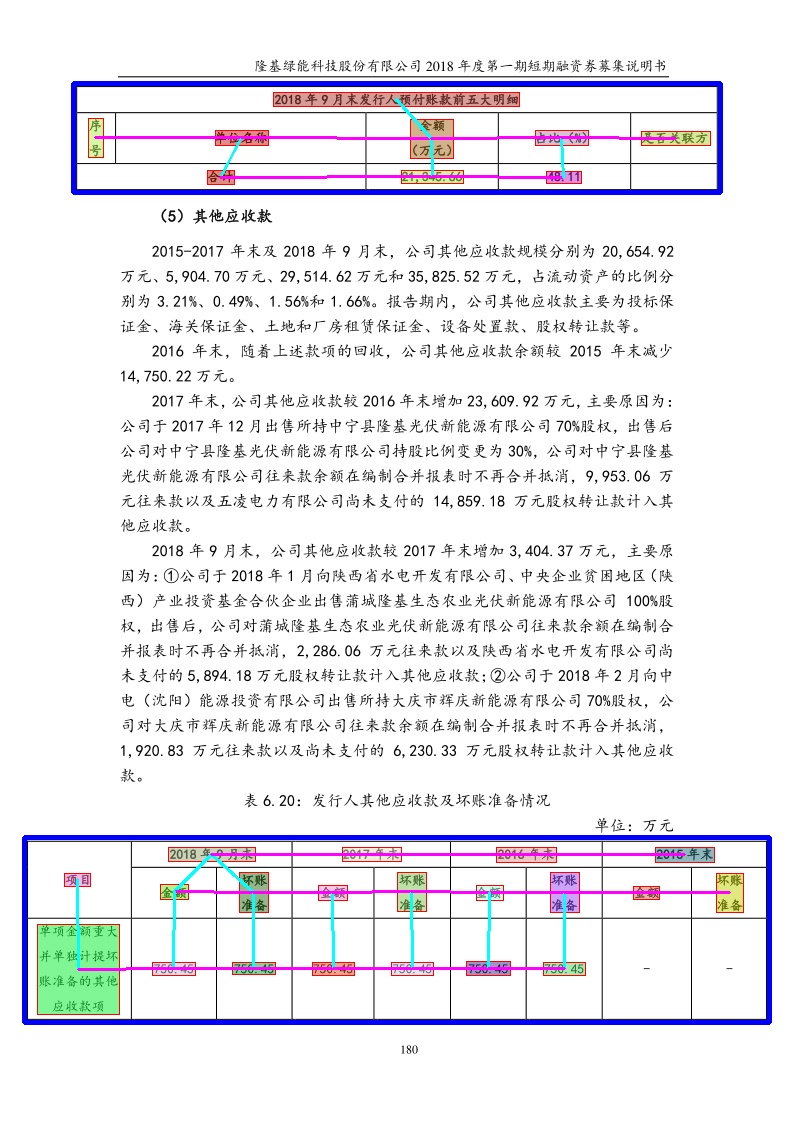 隆基绿能科技股份有限公司 2018 年度第一期短期融资券募集说明书
2018 年 9 月末发行人预付账款前五大明细
序号 单位名称 金额（万元） 占比（%） 是否关联方
合计 21,345.66 48.11
（5）其他应收款
2015-2017 年末及 2018 年 9 月末，公司其他应收款规模分别为 20,654.92
万元、5,904.70 万元、29,514.62 万元和 35,825.52 万元，占流动资产的比例分
别为 3.21%、0.49%、1.56%和 1.66%。报告期内，公司其他应收款主要为投标保
证金、海关保证金、土地和厂房租赁保证金、设备处置款、股权转让款等。
2016 年末，随着上述款项的回收，公司其他应收款余额较 2015 年末减少
14,750.22 万元。
2017 年末，公司其他应收款较 2016 年末增加 23,609.92 万元，主要原因为：
公司于 2017 年 12 月出售所持中宁县隆基光伏新能源有限公司 70%股权，出售后
公司对中宁县隆基光伏新能源有限公司持股比例变更为 30%，公司对中宁县隆基
光伏新能源有限公司往来款余额在编制合并报表时不再合并抵消，9,953.06 万
元往来款以及五凌电力有限公司尚未支付的 14,859.18 万元股权转让款计入其
他应收款。
2018 年 9 月末，公司其他应收款较 2017 年末增加 3,404.37 万元，主要原
因为：①公司于 2018 年 1 月向陕西省水电开发有限公司、中央企业贫困地区（陕
西）产业投资基金合伙企业出售蒲城隆基生态农业光伏新能源有限公司 100%股
权，出售后，公司对蒲城隆基生态农业光伏新能源有限公司往来款余额在编制合
并报表时不再合并抵消，2,286.06 万元往来款以及陕西省水电开发有限公司尚
未支付的 5,894.18 万元股权转让款计入其他应收款；②公司于 2018 年 2 月向中
电（沈阳）能源投资有限公司出售所持大庆市辉庆新能源有限公司 70%股权，公
司对大庆市辉庆新能源有限公司往来款余额在编制合并报表时不再合并抵消，
1,920.83 万元往来款以及尚未支付的 6,230.33 万元股权转让款计入其他应收
款。
表 6.20：发行人其他应收款及坏账准备情况
单位：万元
项目 2018 年 9 月末 2017 年末 2016 年末 2015 年末
金额 坏账准备 金额 坏账准备 金额 坏账准备 金额 坏账准备
单项金额重大并单独计提坏账准备的其他应收款项 750.45 750.45 750.45 750.45 750.45 750.45 - -
180